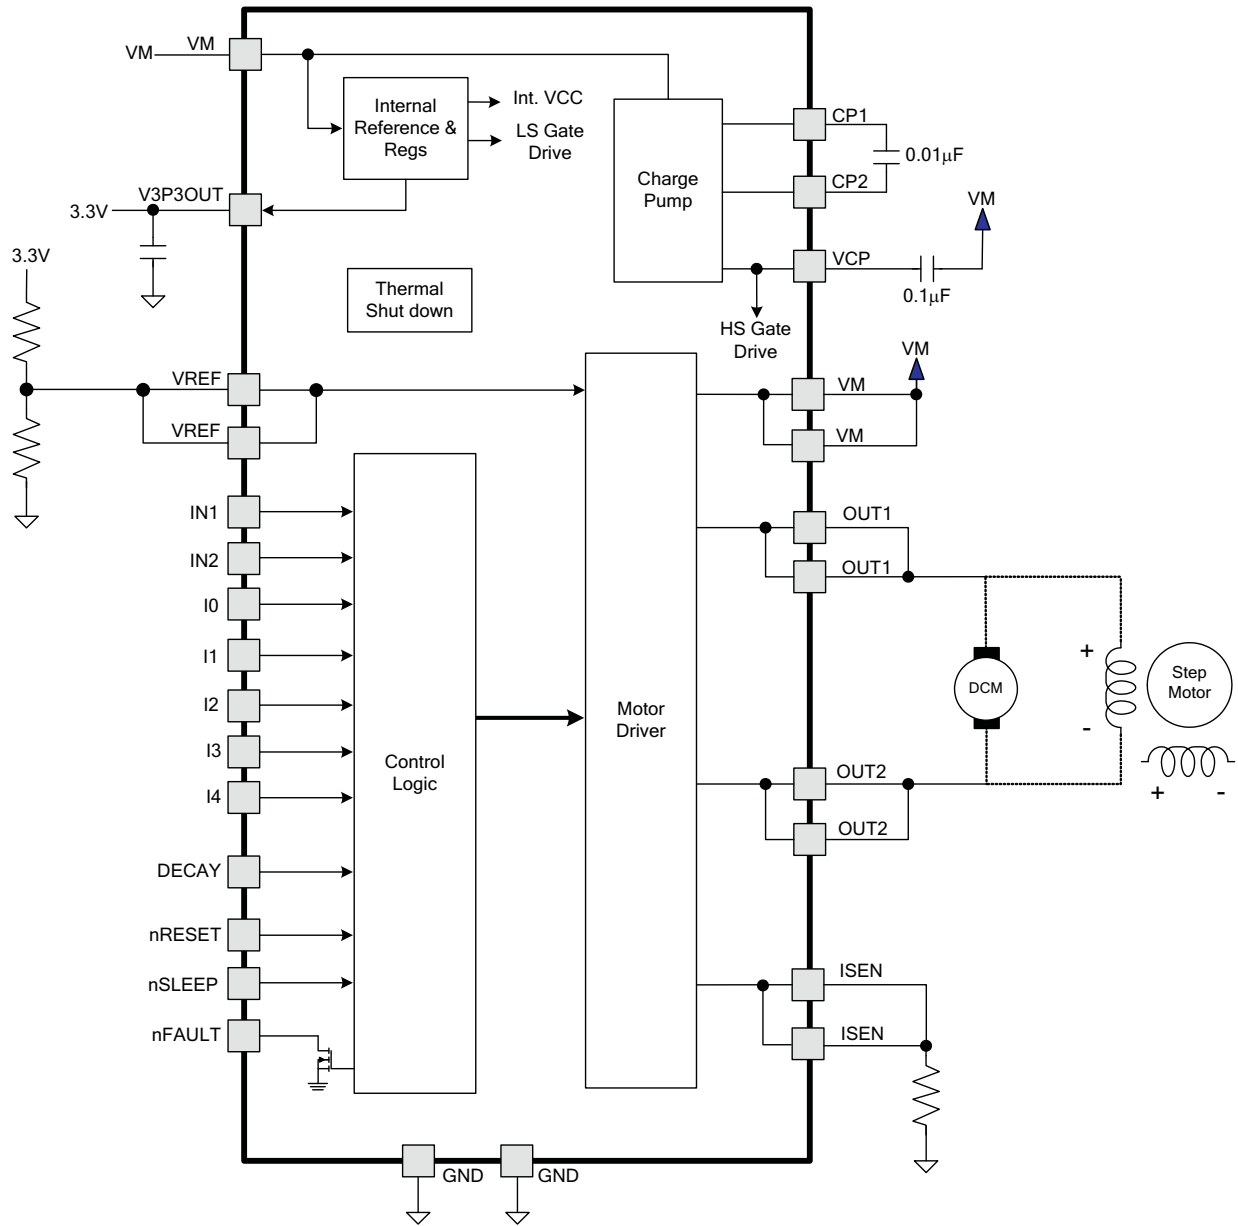 VM
VM
Internal
Reference &
Regs
Int. VCC
LS Gate
Drive
CP1
0.01µF
Charge
Pump
CP2
V3P3OUT
3.3V
VM
3.3V
VCP
0.1µF
Thermal
Shut down
HS Gate
Drive
VM
VREF
VM
VREF
VM
IN1
OUT1
IN2
OUT1
I0
I1
+
Step
Motor
DCM
I2
Motor
Driver
-
I3
Control
Logic
OUT2
+
-
I4
OUT2
DECAY
nRESET
ISEN
nSLEEP
nFAULT
ISEN
GND
GND